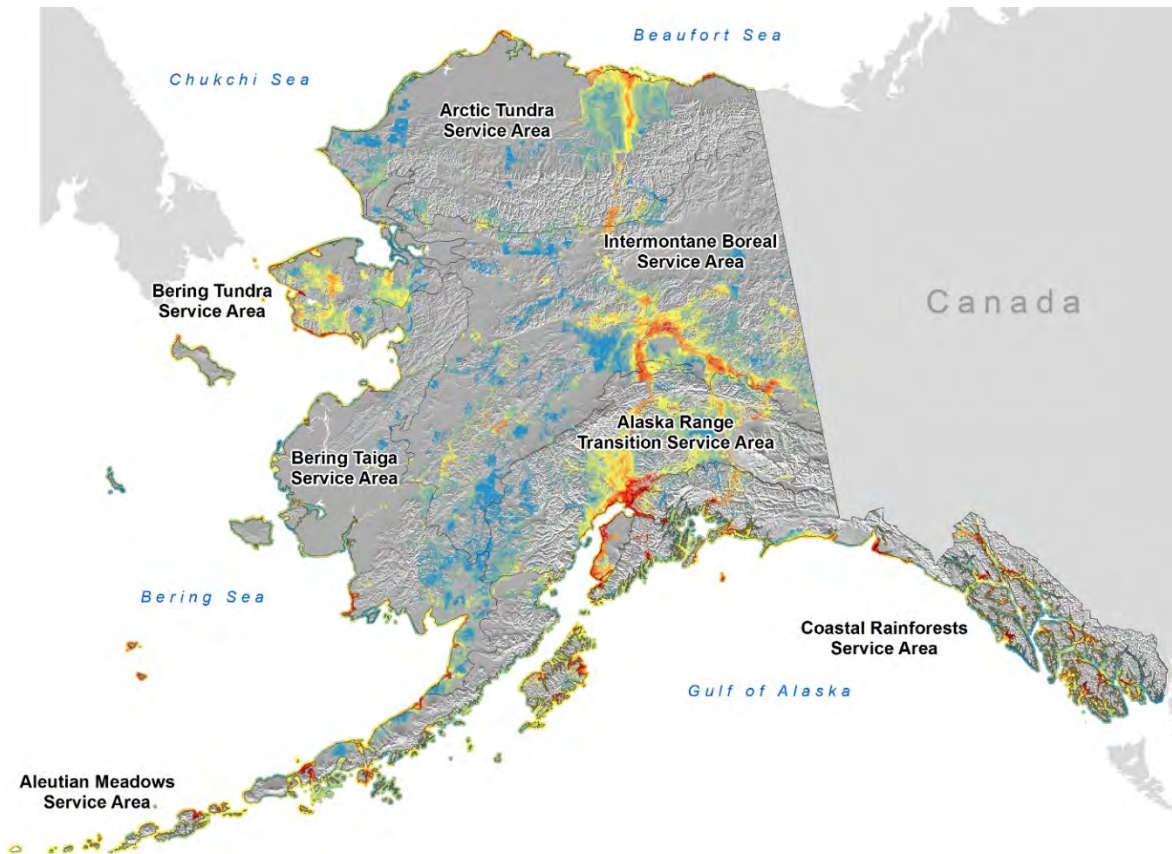 Beaufort Sea
Chukchi Sea
Arctic Tundra
Service Area
Intermontane Boreal
Service Area
Bering Tundra
Service Area
Canada
Alaska Range
Transition Service Area
Bering Taiga
Service Area
Bering Sea
Coastal Rainforests
Service Area
Gulf of Alaska
Aleutian Meadows
Service Area